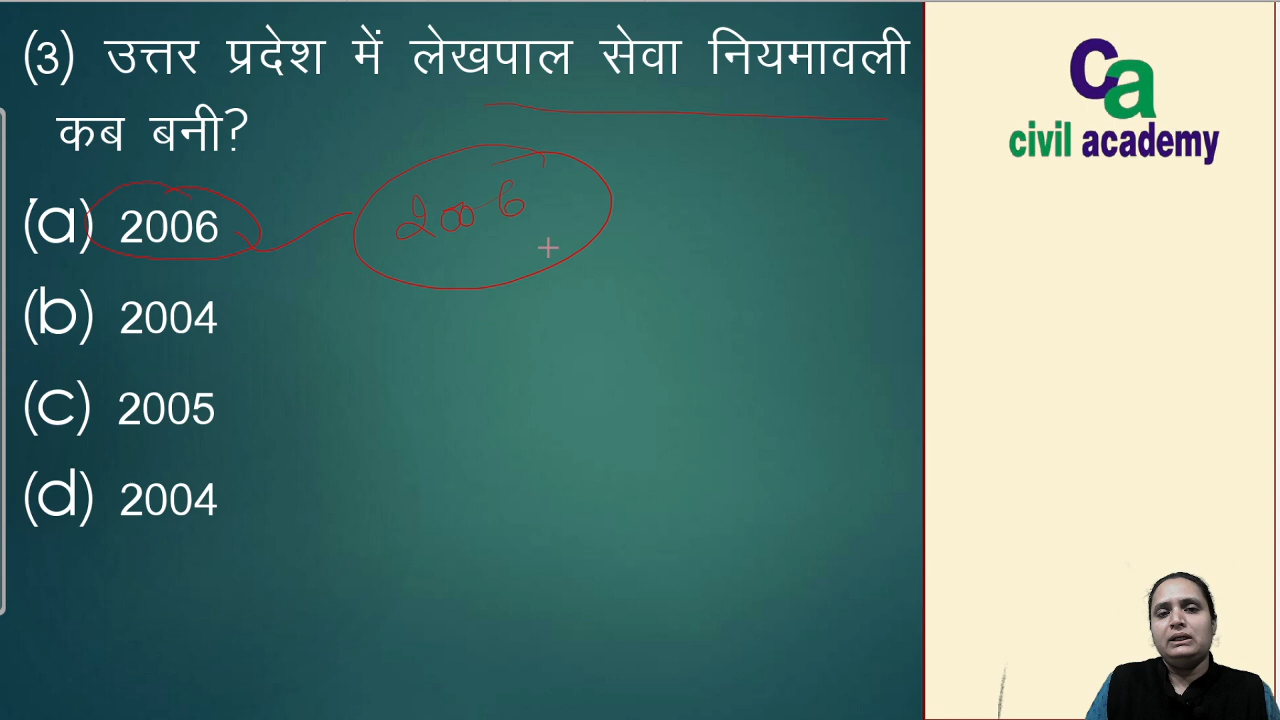 (3) उत्तर प्रदेश में लेखपाल सेवा नियमावली
कब बनी?
(a) 2006
2006
(b) 2004
(c) 2005
(d) 2004
ca
civil academy